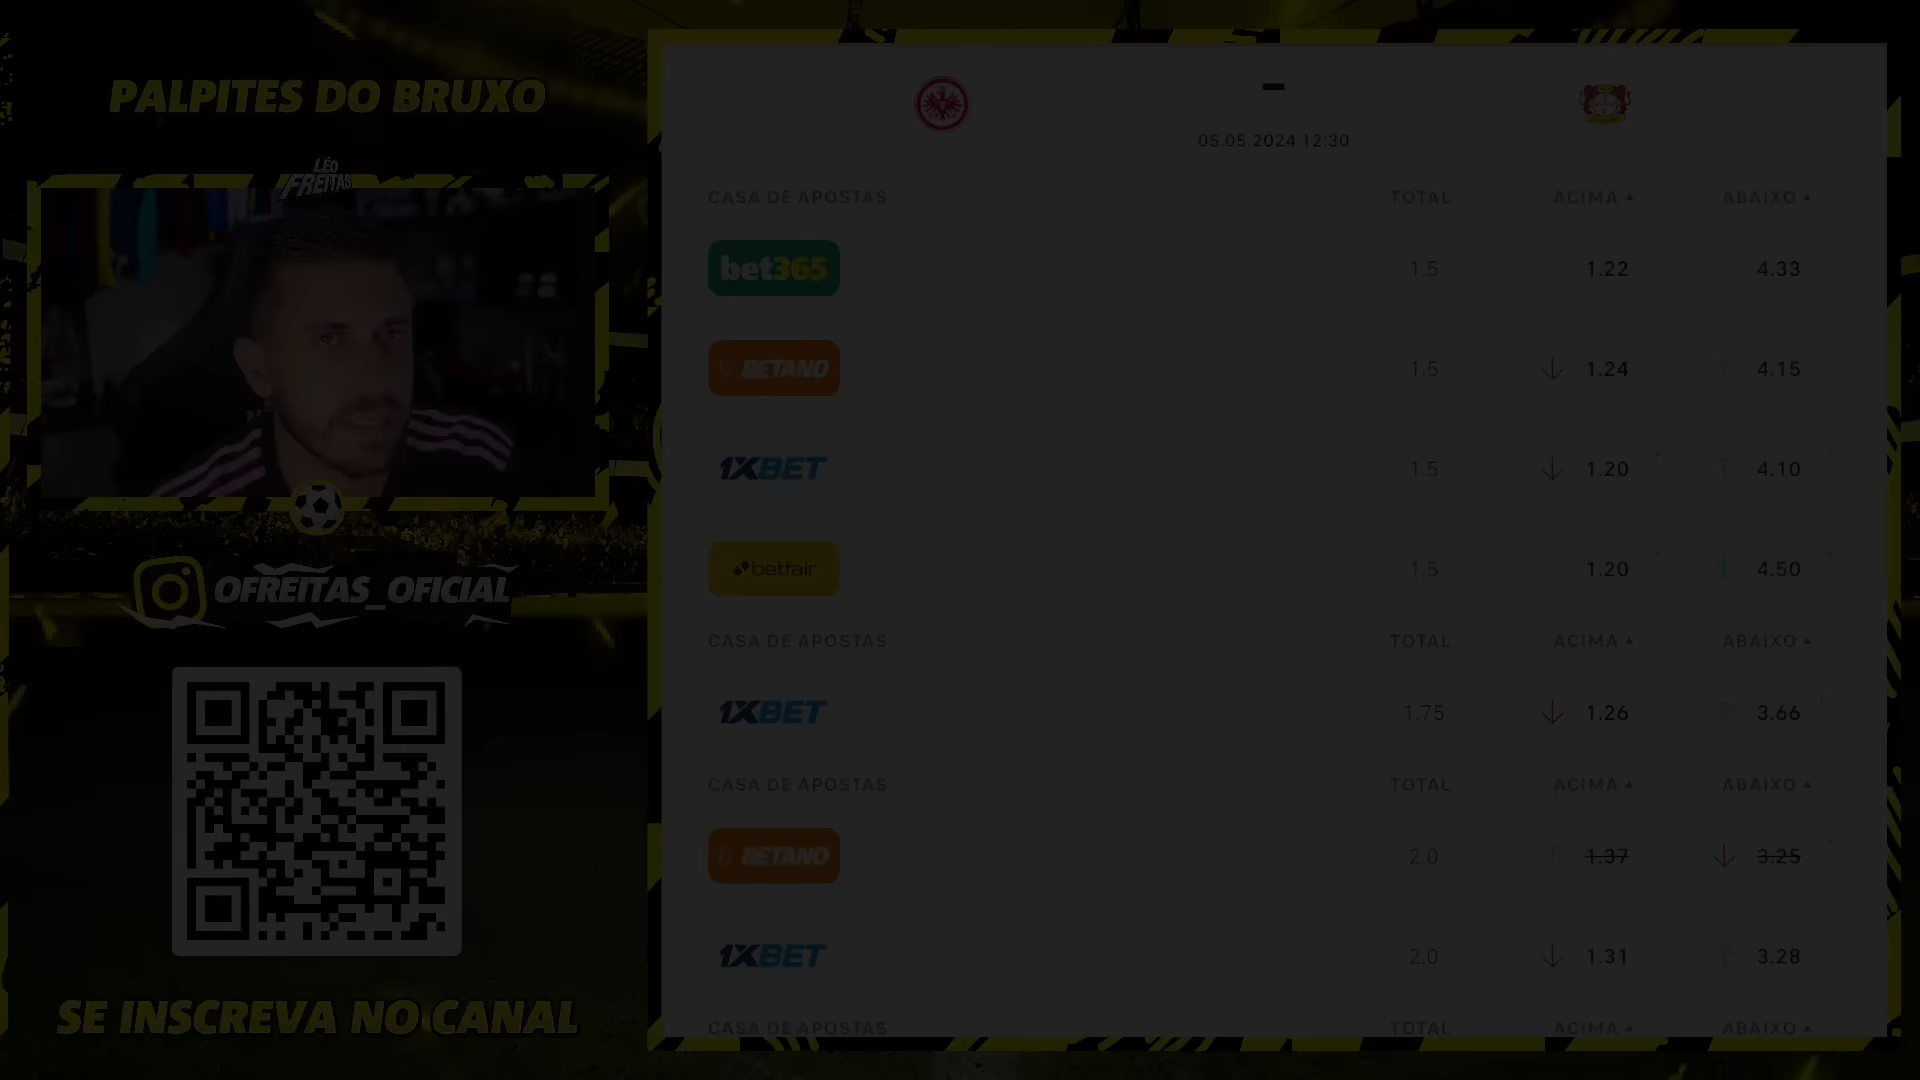 PALPITES DO BRUXO
LÉO
FREITAS
OFREITAS_OFICIAL
SE INSCREVA NO CANAL
05.05.2024 12:30
CASA DE APOSTAS TOTAL ACIMA ABAIXO
bet365 1.5 1.22 4.33
BETANO 1.5 1.24 4.15
1XBET 1.5 1.20 4.10
betfair 1.5 1.20 4.50
CASA DE APOSTAS TOTAL ACIMA ABAIXO
1XBET 1.75 1.26 3.66
CASA DE APOSTAS TOTAL ACIMA ABAIXO
BETANO 2.0 1.37 3.25
1XBET 2.0 1.31 3.28
CASA DE APOSTAS TOTAL ACIMA ABAIXO